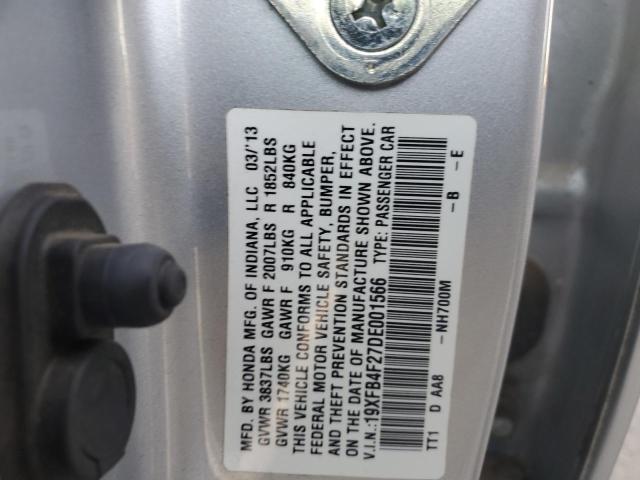 MFD. BY HONDA MFG. OF INDIANA, LLC 03/'13
GVWR 3837LBS GAWR F 2007LBS R 1852LBS
GVWR 1740KG GAWR F 910KG R 840KG
THIS VEHICLE CONFORMS TO ALL APPLICABLE
FEDERAL MOTOR VEHICLE SAFETY, BUMPER,
AND THEFT PREVENTION STANDARDS IN EFFECT
ON THE DATE OF MANUFACTURE SHOWN ABOVE.
V.I.N.:19XFB4F27DE001566 TYPE: PASSENGER CAR
TT1 D AA8 -NH700M -B -E